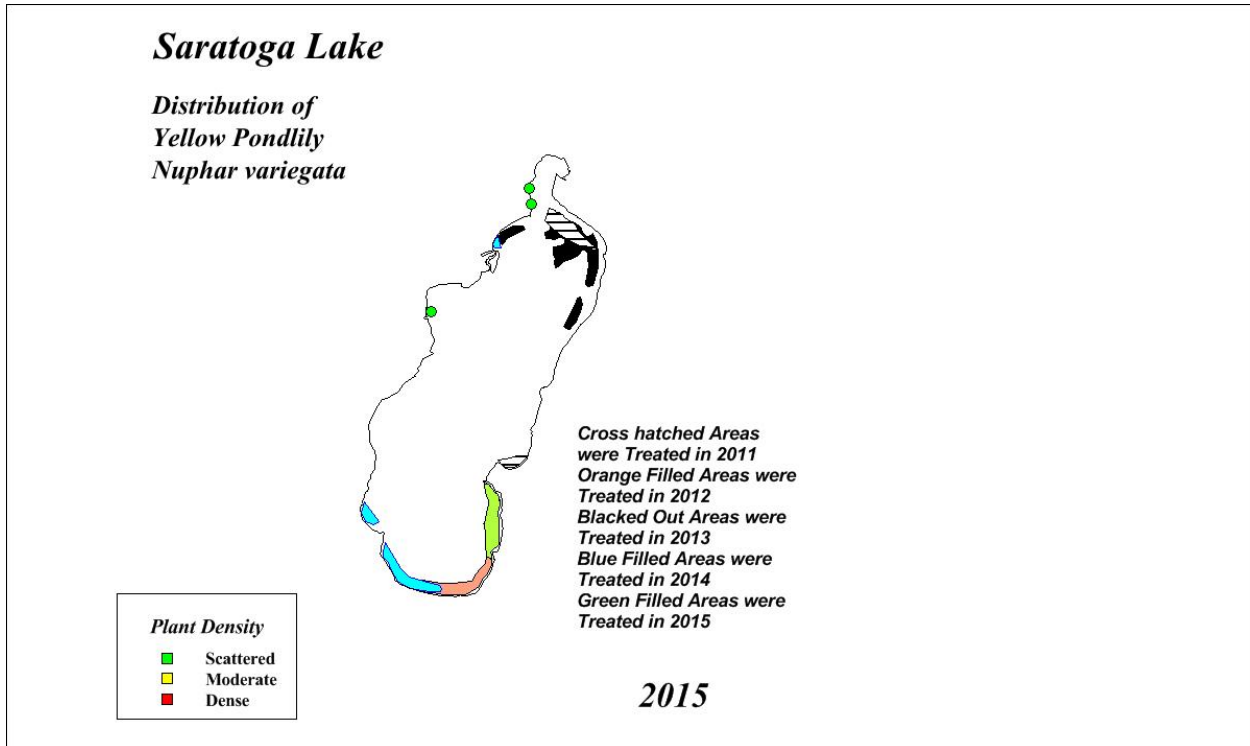 Saratoga Lake
Distribution of
Yellow Pondlily
Nuphar variegata
Cross hatched Areas
were Treated in 2011
Orange Filled Areas were
Treated in 2012
Blacked Out Areas were
Treated in 2013
Blue Filled Areas were
Treated in 2014
Green Filled Areas were
Treated in 2015
Plant Density
Scattered
Moderate
Dense
2015